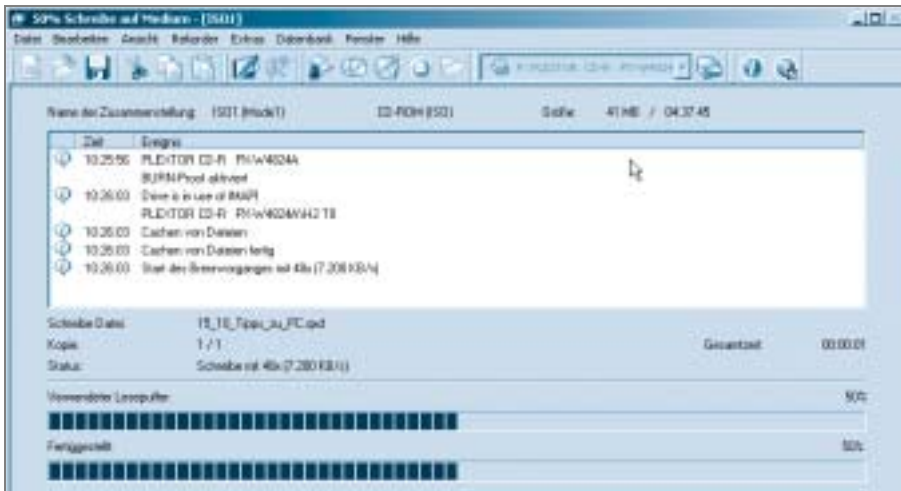 50% Schreibe auf Medium - [ISO1]
Datei Bearbeiten Ansicht Rekorder Extras Datenbank Fenster Hilfe
PLEXTOR CD-R
Name der Zusammenstellung: ISO1 (Mode1) CD-ROM (ISO) Größe: 41 MB / 04:37.45
Zeit Ereignis
10:25:56 PLEXTOR CD-R PX-W4824A
BURN-Proof aktiviert
10:26:03 Drive is in use of IMAPI
PLEXTOR CD-R PX-W4824A
10:26:03 Cachen von Dateien
10:26:03 Cachen von Dateien fertig
10:26:03 Start des Brennvorganges mit 48x (7.200 KB/s)
Schreibe Datei: 15_10_Tipps_zu_PC.qxd
Kopie: 1 / 1 Gesamtzeit: 00:00:01
Status: Schreibe mit 48x (7.200 KB/s)
Verwendeter Lesepuffer: 50%
Fertiggestellt: 50%